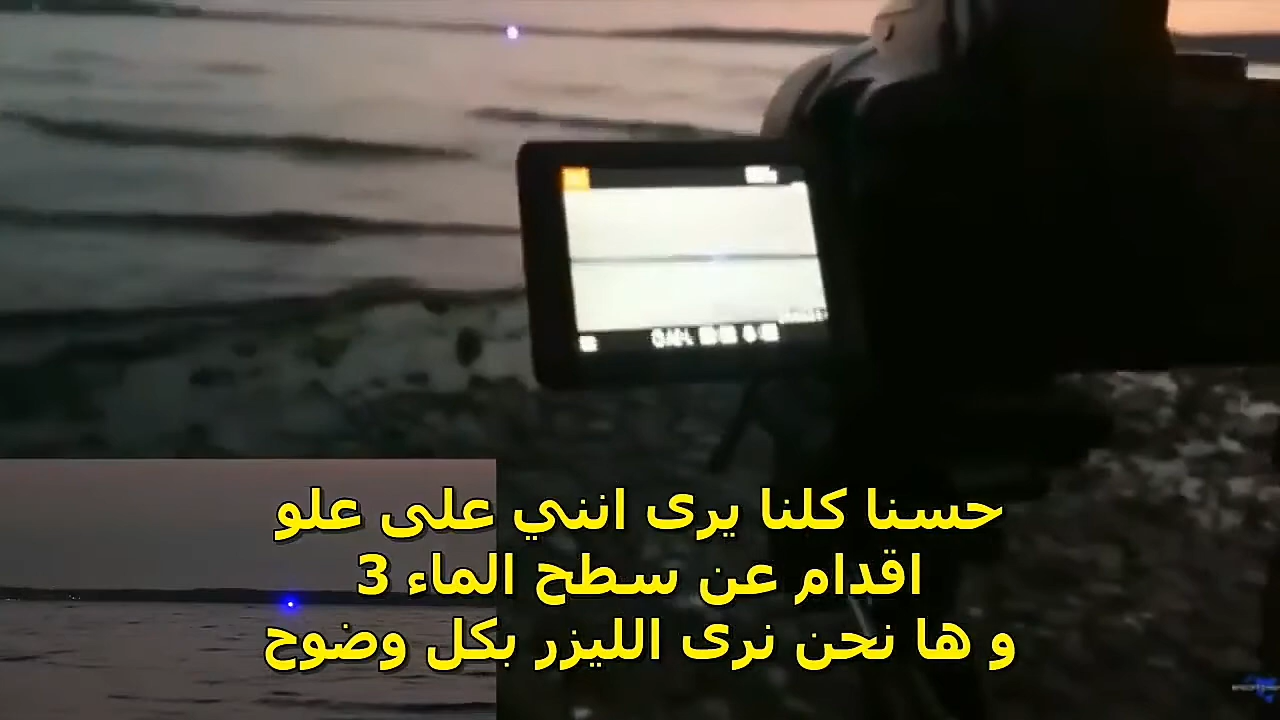 حسنا كلنا يرى انني على علو
3 اقدام عن سطح الماء
و ها نحن نرى الليزر بكل وضوح